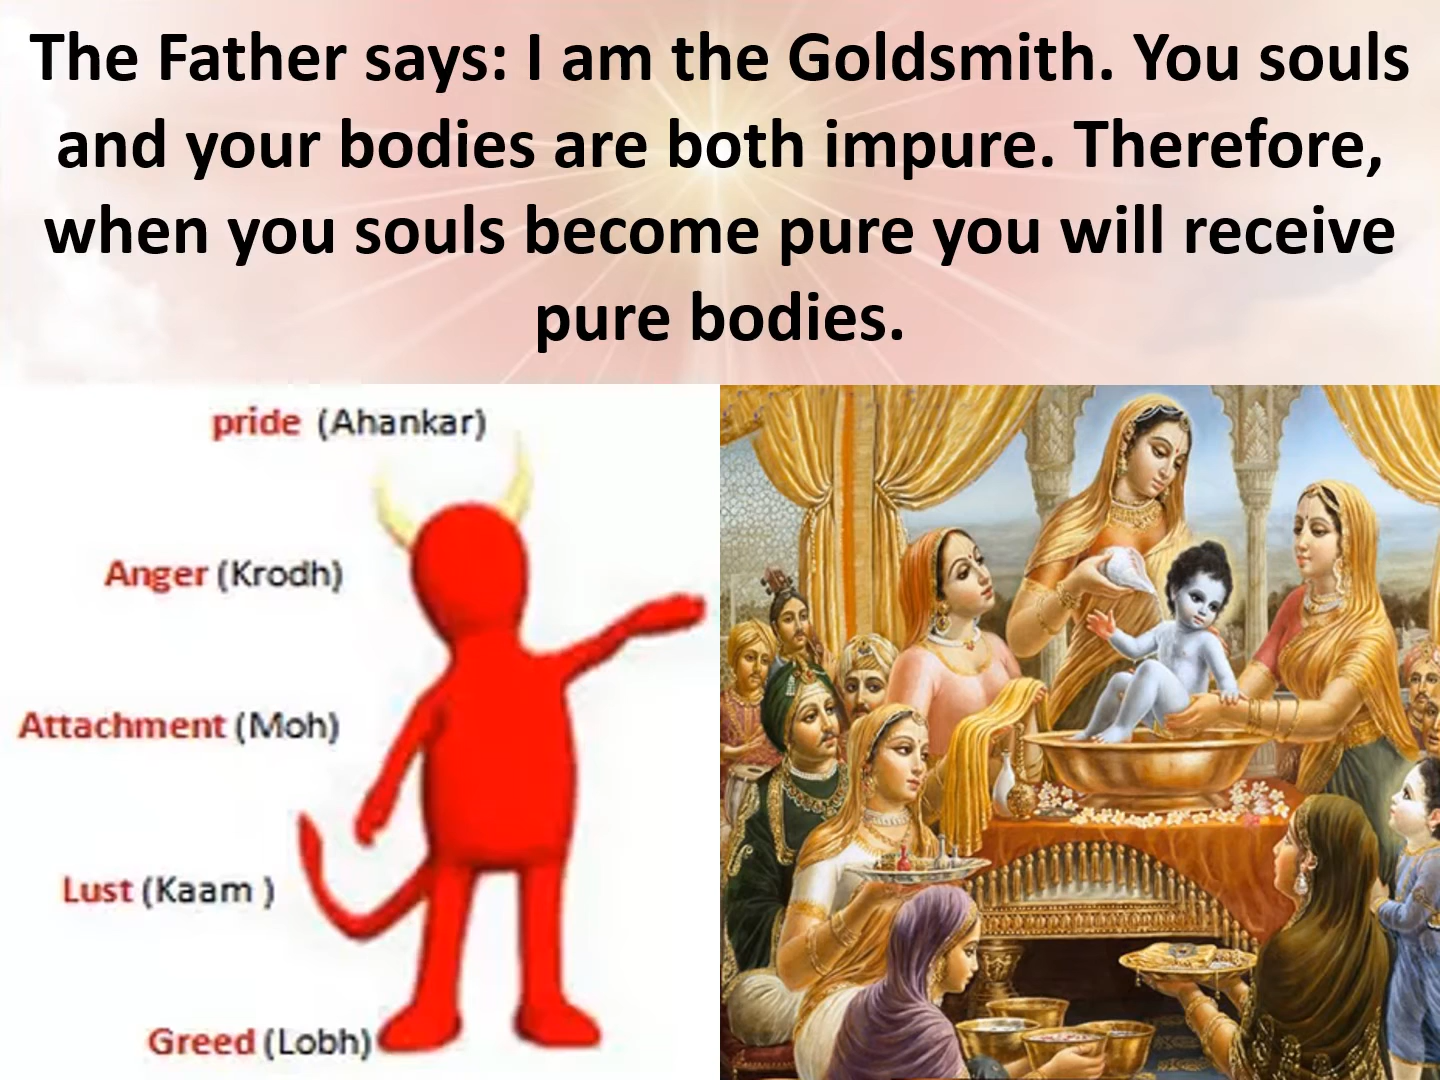 The Father says: I am the Goldsmith. You souls
and your bodies are both impure. Therefore,
when you souls become pure you will receive
pure bodies.
pride (Ahankar)
Anger (Krodh)
Attachment (Moh)
Lust (Kaam )
Greed (Lobh)